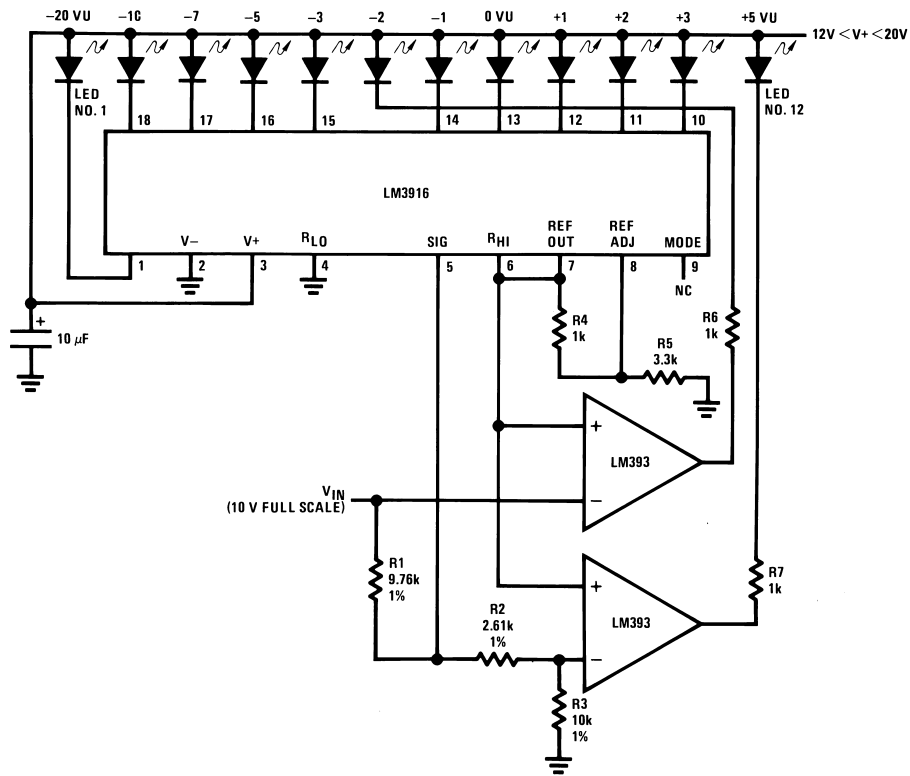 −20 VU −1C −7 −5 −3 −2 −1 0 VU +1 +2 +3 +5 VU
12V < V+ < 20V
LED NO. 1
LED NO. 12
18 17 16 15 14 13 12 11 10
LM3916
V− V+ RLO SIG RHI REF OUT REF ADJ MODE
1 2 3 4 5 6 7 8 9
NC
+
10 μF
R4
1k
R5
3.3k
R6
1k
+
LM393
−
VIN
(10 V FULL SCALE)
R1
9.76k
1%
R2
2.61k
1%
+
LM393
−
R7
1k
R3
10k
1%